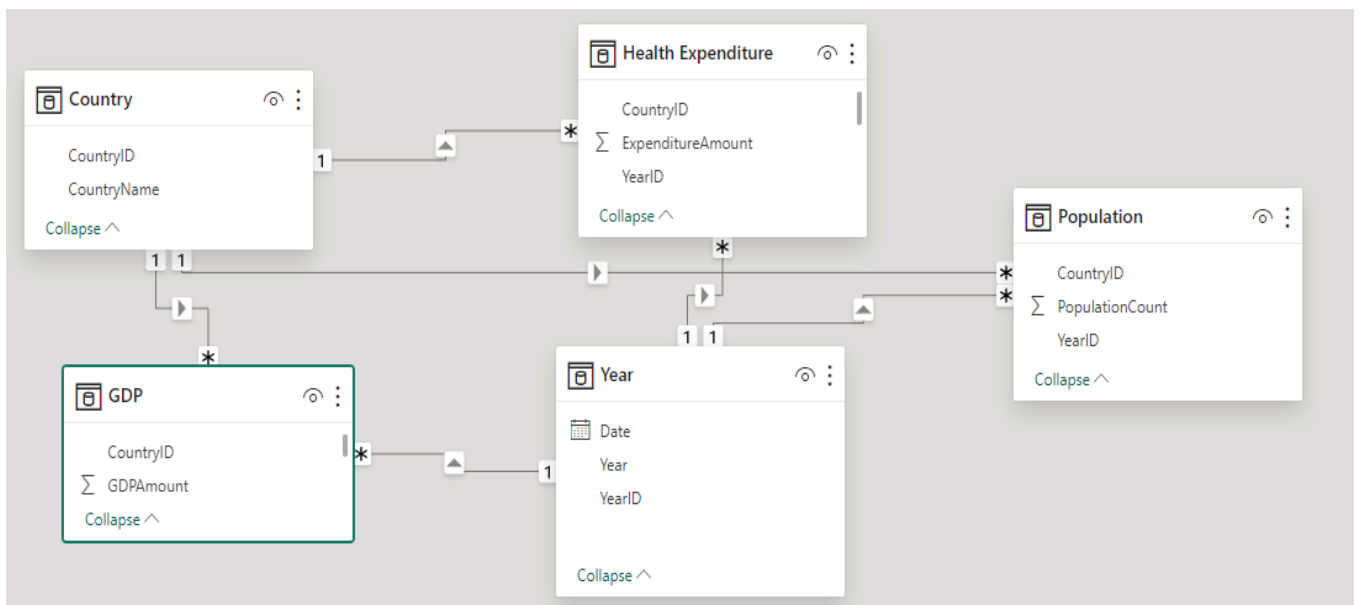 Country
CountryID
CountryName
Collapse
Health Expenditure
CountryID
∑ ExpenditureAmount
YearID
Collapse
Population
CountryID
∑ PopulationCount
YearID
Collapse
GDP
CountryID
∑ GDPAmount
Collapse
Year
Date
Year
YearID
Collapse
1
*
1 1
*
*
*
*
1 1
*
1